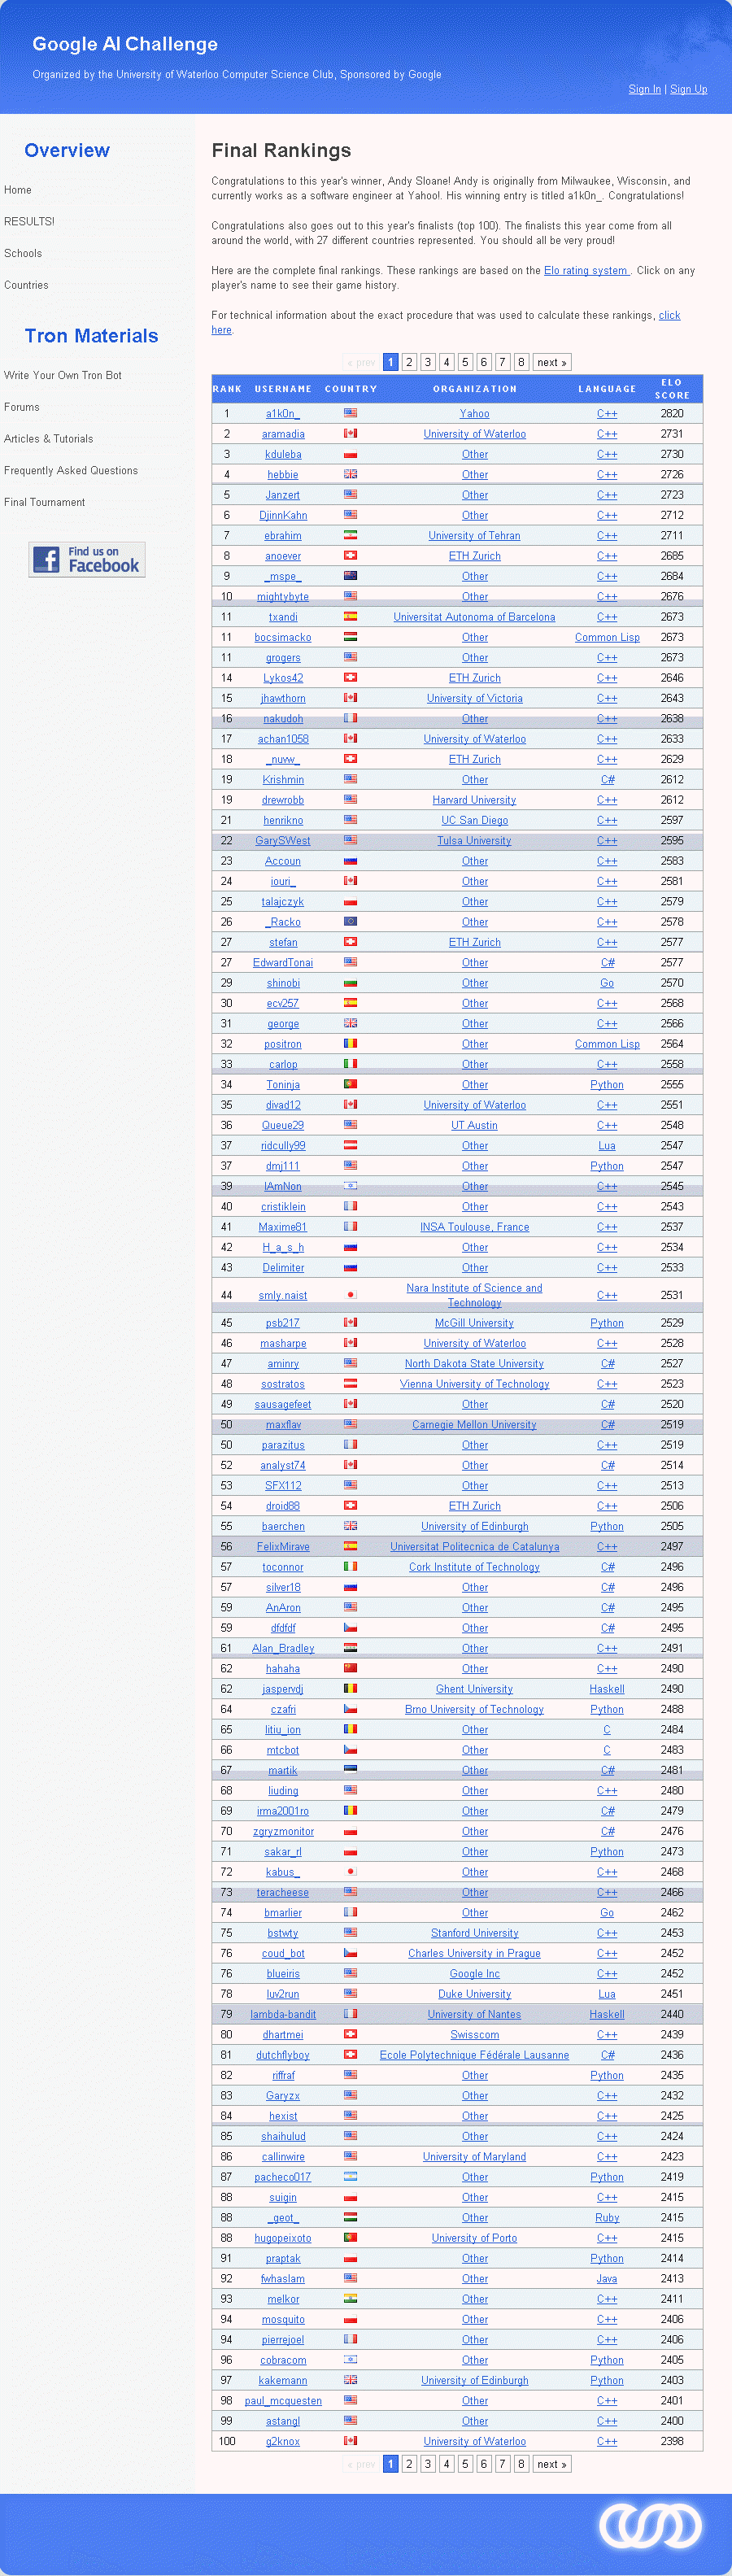 Google AI Challenge
Organized by the University of Waterloo Computer Science Club, Sponsored by Google
Sign In | Sign Up
Overview
Home
RESULTS!
Schools
Countries
Tron Materials
Write Your Own Tron Bot
Forums
Articles & Tutorials
Frequently Asked Questions
Final Tournament
Find us on
Facebook
Final Rankings
Congratulations to this year's winner, Andy Sloane! Andy is originally from Milwaukee, Wisconsin, and
currently works as a software engineer at Yahoo!. His winning entry is titled a1k0n_. Congratulations!
Congratulations also goes out to this year's finalists (top 100). The finalists this year come from all
around the world, with 27 different countries represented. You should all be very proud!
Here are the complete final rankings. These rankings are based on the Elo rating system . Click on any
player's name to see their game history.
For technical information about the exact procedure that was used to calculate these rankings, click
here.
< prev 1 2 3 4 5 6 7 8 next »
RANK USERNAME COUNTRY ORGANIZATION LANGUAGE ELO SCORE
1 a1k0n_ Yahoo C++ 2820
2 aramadia University of Waterloo C++ 2731
3 kduleba Other C++ 2730
4 hebbie Other C++ 2726
5 Janzert Other C++ 2723
6 DjinnKahn Other C++ 2712
7 ebrahim University of Tehran C++ 2711
8 anoever ETH Zurich C++ 2685
9 _mspe_ Other C++ 2684
10 mightybyte Other C++ 2676
11 txandi Universitat Autonoma of Barcelona C++ 2673
11 bocsimacko Other Common Lisp 2673
11 grogers Other C++ 2673
14 Lykos42 ETH Zurich C++ 2646
15 jhawthorn University of Victoria C++ 2643
16 nakudoh Other C++ 2638
17 achan1058 University of Waterloo C++ 2633
18 _nuvw_ ETH Zurich C++ 2629
19 Krishmin Other C# 2612
19 drewrobb Harvard University C++ 2612
21 henrikno UC San Diego C++ 2597
22 GarySWest Tulsa University C++ 2595
23 Accoun Other C++ 2583
24 iouri_ Other C++ 2581
25 talajczyk Other C++ 2579
26 _Racko Other C++ 2578
27 stefan ETH Zurich C++ 2577
27 EdwardTonai Other C# 2577
29 shinobi Other Go 2570
30 ecv257 Other C++ 2568
31 george Other C++ 2566
32 positron Other Common Lisp 2564
33 carlop Other C++ 2558
34 Toninja Other Python 2555
35 divad12 University of Waterloo C++ 2551
36 Queue29 UT Austin C++ 2548
37 ridcully99 Other Lua 2547
37 dmj111 Other Python 2547
39 IAmNon Other C++ 2545
40 cristiklein Other C++ 2543
41 Maxime81 INSA Toulouse, France C++ 2537
42 H_a_s_h Other C++ 2534
43 Delimiter Other C++ 2533
44 smly.naist Nara Institute of Science and Technology C++ 2531
45 psb217 McGill University Python 2529
46 masharpe University of Waterloo C++ 2528
47 aminry North Dakota State University C# 2527
48 sostratos Vienna University of Technology C++ 2523
49 sausagefeet Other C# 2520
50 maxflav Carnegie Mellon University C# 2519
50 parazitus Other C++ 2519
52 analyst74 Other C# 2514
53 SFX112 Other C++ 2513
54 droid88 ETH Zurich C++ 2506
55 baerchen University of Edinburgh Python 2505
56 FelixMirave Universitat Politecnica de Catalunya C++ 2497
57 toconnor Cork Institute of Technology C# 2496
57 silver18 Other C# 2496
59 AnAron Other C# 2495
59 dfdfdf Other C# 2495
61 Alan_Bradley Other C++ 2491
62 hahaha Other C++ 2490
62 jaspervdj Ghent University Haskell 2490
64 czafri Brno University of Technology Python 2488
65 litiu_ion Other C 2484
66 mtcbot Other C 2483
67 martik Other C# 2481
68 liuding Other C++ 2480
69 irma2001ro Other C# 2479
70 zgryzmonitor Other C# 2476
71 sakar_rl Other Python 2473
72 kabus_ Other C++ 2468
73 teracheese Other C++ 2466
74 bmarlier Other Go 2462
75 bstwty Stanford University C++ 2453
76 coud_bot Charles University in Prague C++ 2452
76 blueiris Google Inc C++ 2452
78 luv2run Duke University Lua 2451
79 lambda-bandit University of Nantes Haskell 2440
80 dhartmei Swisscom C++ 2439
81 dutchflyboy Ecole Polytechnique Fédérale Lausanne C# 2436
82 riffraf Other Python 2435
83 Garyzx Other C++ 2432
84 hexist Other C++ 2425
85 shaihulud Other C++ 2424
86 callinwire University of Maryland C++ 2423
87 pacheco017 Other Python 2419
88 suigin Other C++ 2415
88 _geot_ Other Ruby 2415
88 hugopeixoto University of Porto C++ 2415
91 praptak Other Python 2414
92 fwhaslam Other Java 2413
93 melkor Other C++ 2411
94 mosquito Other C++ 2406
94 pierrejoel Other C++ 2406
96 cobracom Other Python 2405
97 kakemann University of Edinburgh Python 2403
98 paul_mcquesten Other C++ 2401
99 astangl Other C++ 2400
100 g2knox University of Waterloo C++ 2398
< prev 1 2 3 4 5 6 7 8 next »